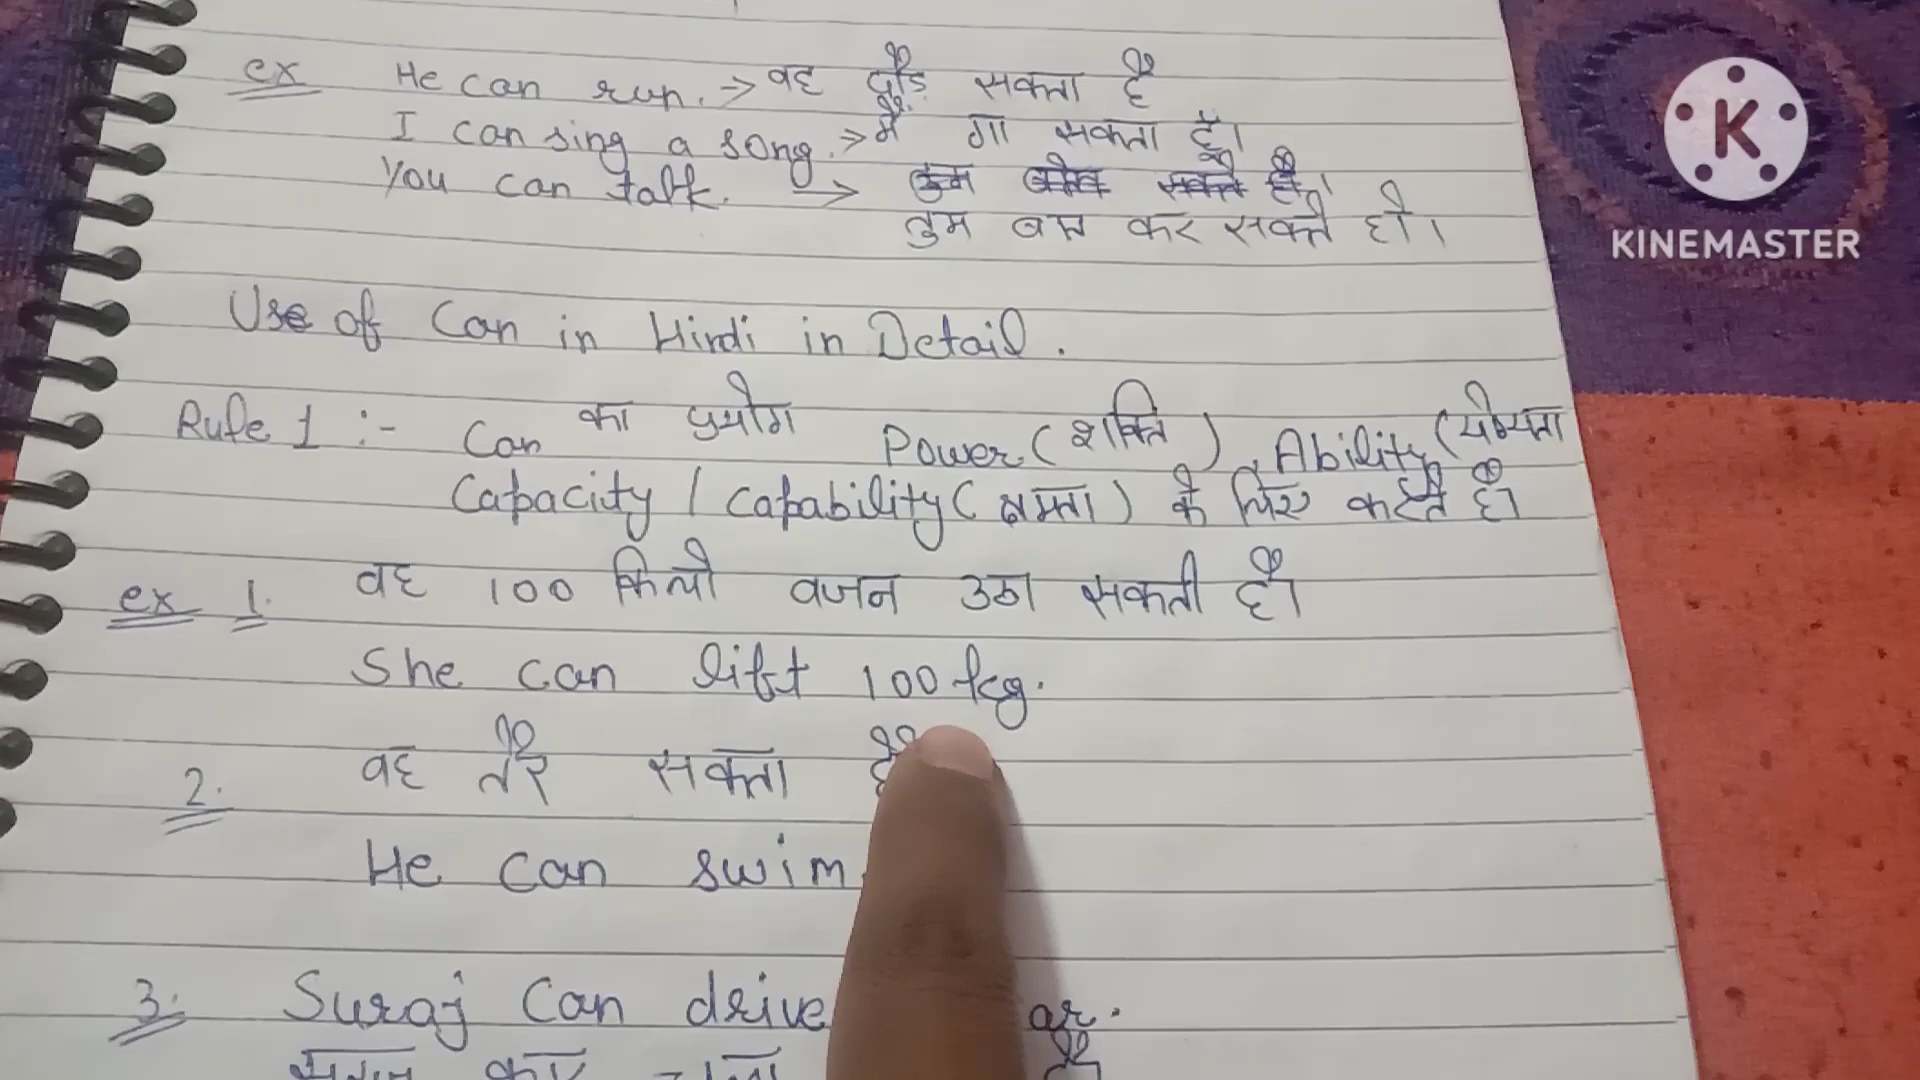 ex He can run. → वह दौड़ सकता है
I can sing a song. → मैं गा सकता हूँ।
You can talk. →
तुम बात कर सकते हो।
Use of Can in Hindi in Detail.
Rule 1 :- Can का प्रयोग Power (शक्ति), Ability (योग्यता
Capacity / Capability (क्षमता) के लिए करते है।
ex 1. वह 100 किलो वजन उठा सकती है।
She can lift 100 kg.
2. वह तैर सकता
He can swim
3. Suraj Can drive
KINEMASTER